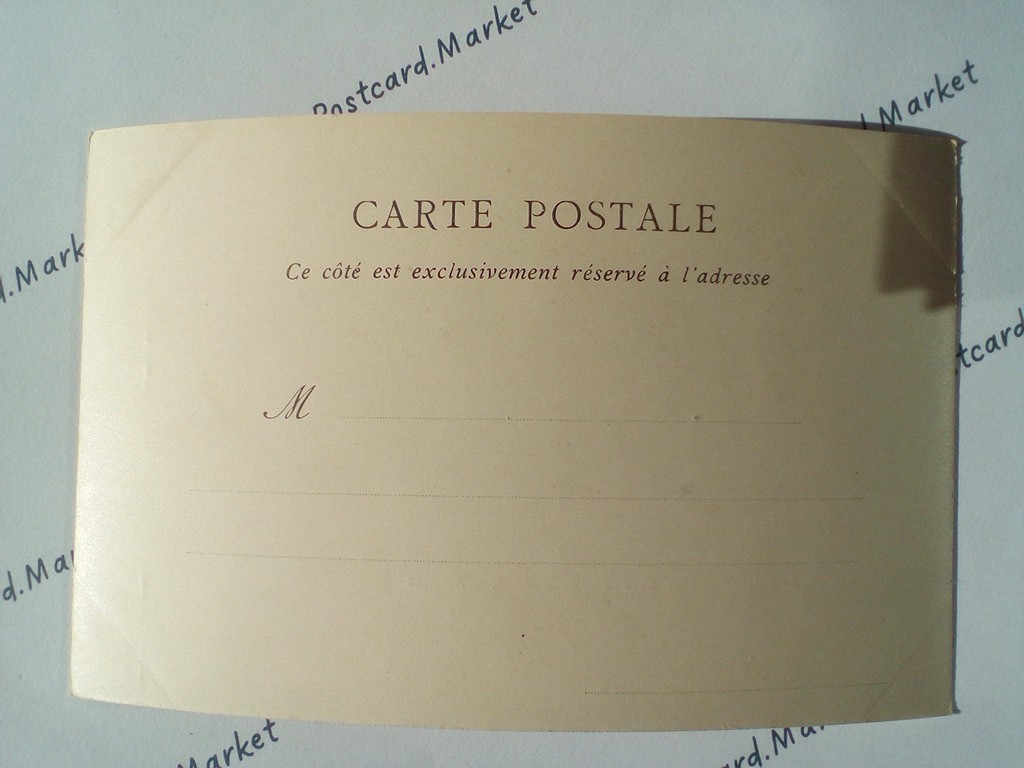 Postcard.Market
d.Market
CARTE POSTALE
d.Mark
Ce côté est exclusivement réservé à l'adresse
tcard
M
d.Ma
Market
rd.Ma